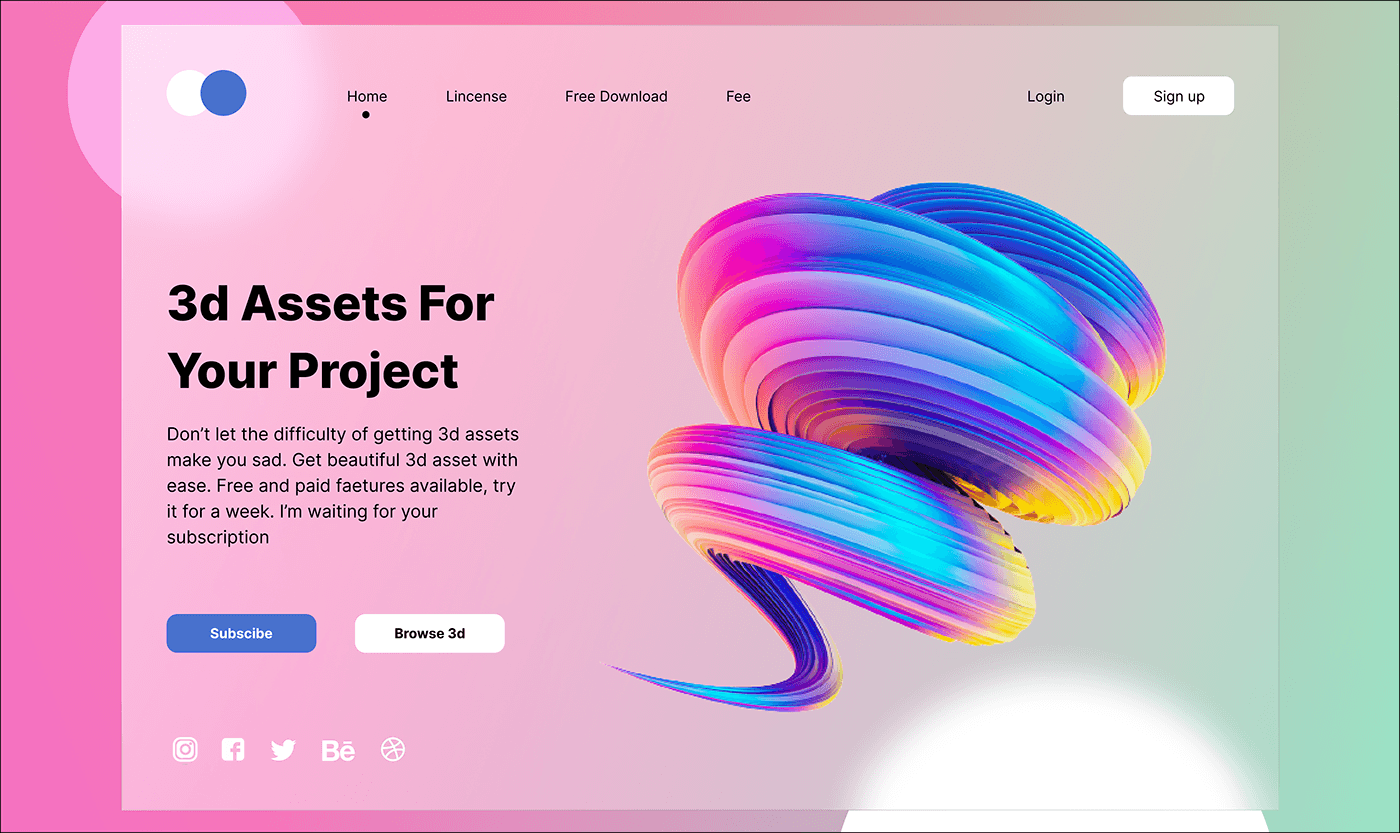 Home
Lincense
Free Download
Fee
Login
Sign up
3d Assets For
Your Project
Don’t let the difficulty of getting 3d assets
make you sad. Get beautiful 3d asset with
ease. Free and paid faetures available, try
it for a week. I’m waiting for your
subscription
Subscibe
Browse 3d
Bē